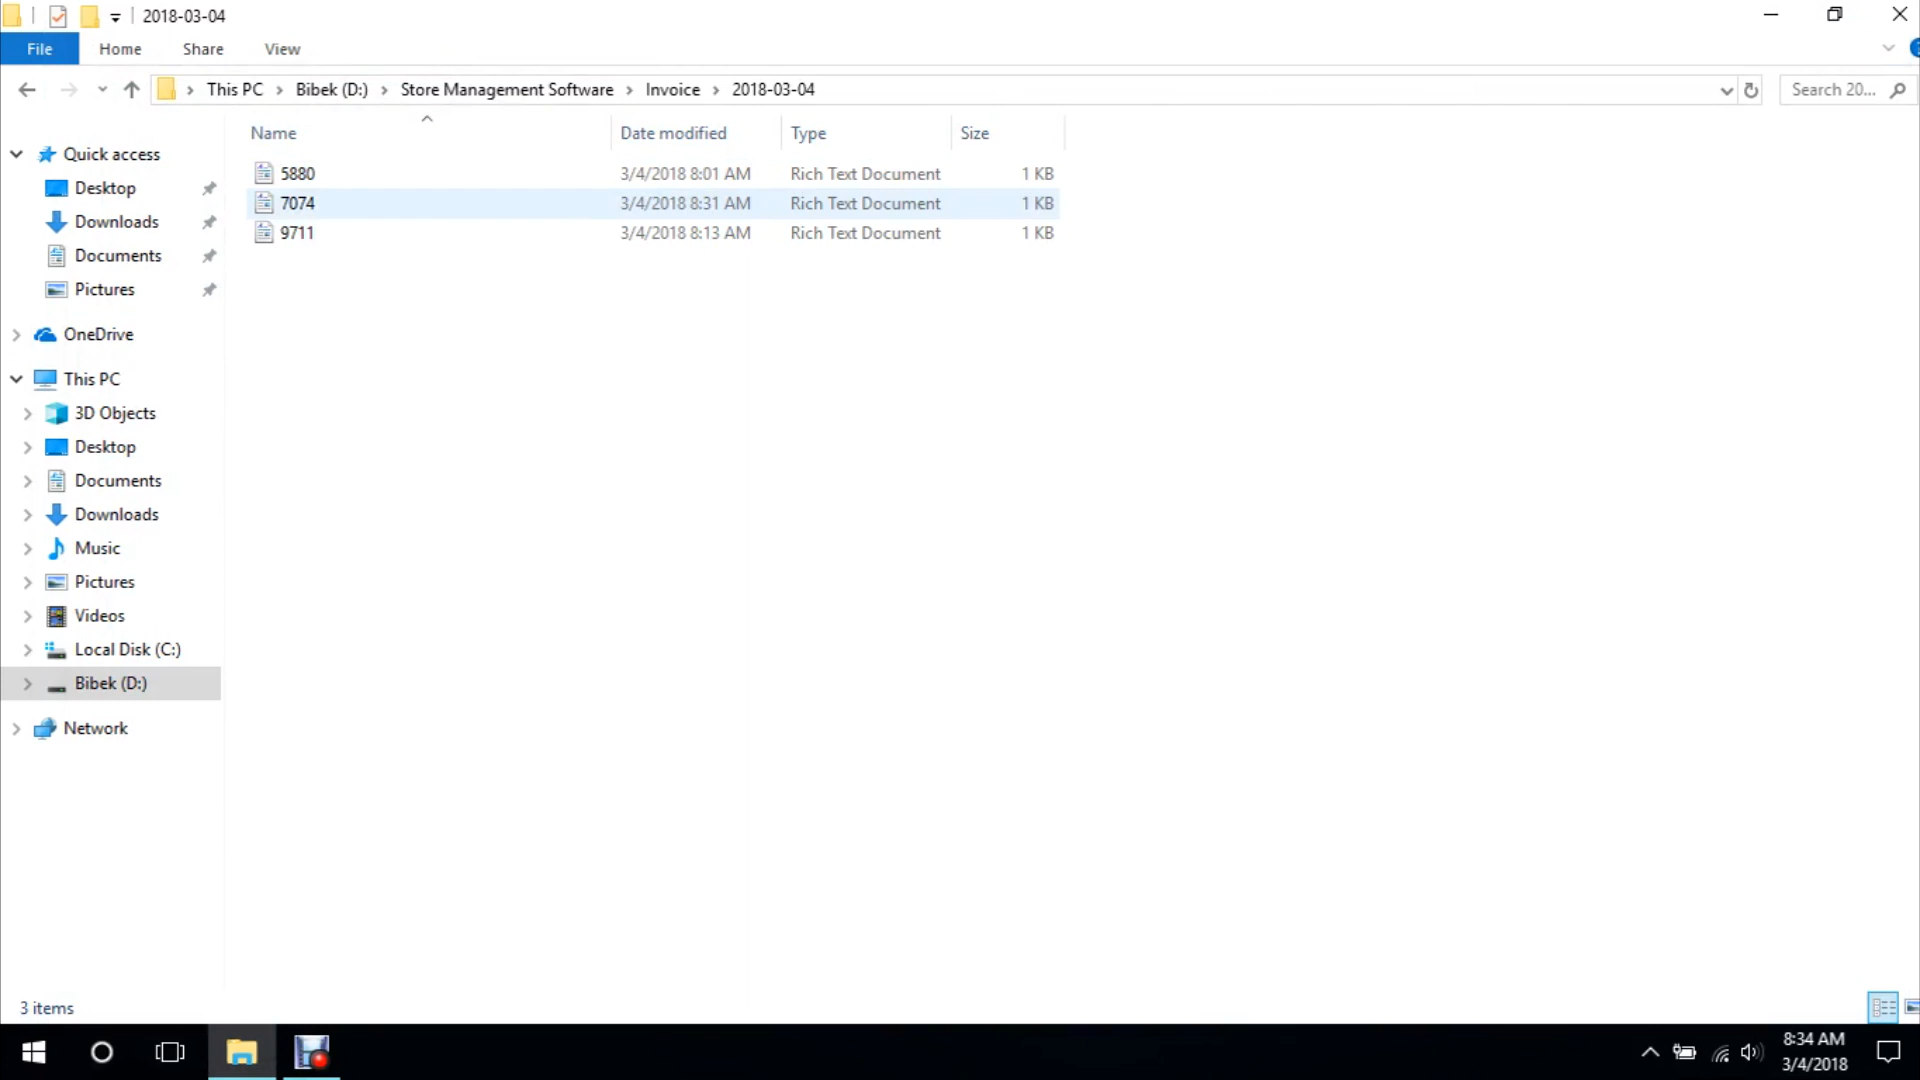 2018-03-04
File Home Share View
This PC Bibek (D:) Store Management Software Invoice 2018-03-04 Search 20...
Name Date modified Type Size
5880 3/4/2018 8:01 AM Rich Text Document 1 KB
7074 3/4/2018 8:31 AM Rich Text Document 1 KB
9711 3/4/2018 8:13 AM Rich Text Document 1 KB
Quick access
Desktop
Downloads
Documents
Pictures
OneDrive
This PC
3D Objects
Desktop
Documents
Downloads
Music
Pictures
Videos
Local Disk (C:)
Bibek (D:)
Network
3 items
8:34 AM
3/4/2018